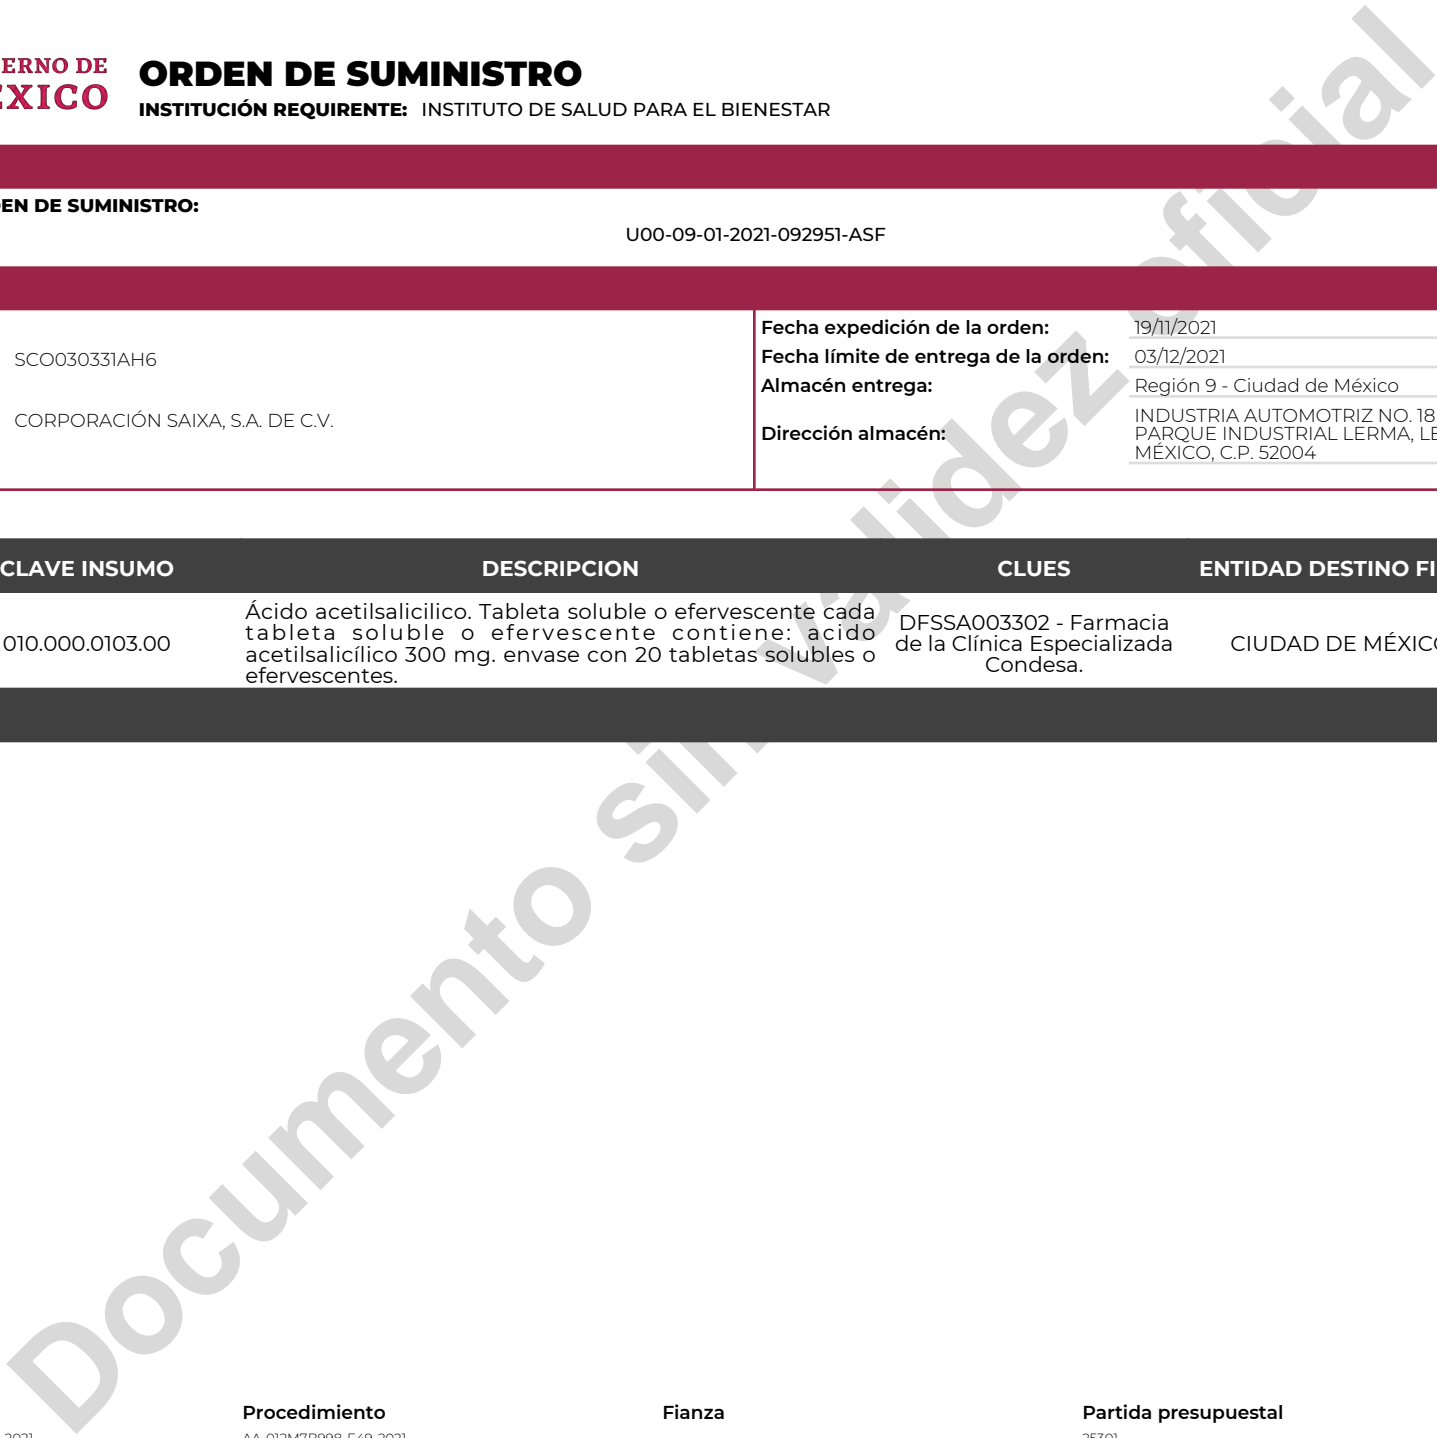 ERNO DE
EXICO
ORDEN DE SUMINISTRO
INSTITUCIÓN REQUIRENTE: INSTITUTO DE SALUD PARA EL BIENESTAR
EN DE SUMINISTRO:
U00-09-01-2021-092951-ASF
SCO030331AH6
CORPORACIÓN SAIXA, S.A. DE C.V.
Fecha expedición de la orden: 19/11/2021
Fecha límite de entrega de la orden: 03/12/2021
Almacén entrega: Región 9 - Ciudad de México
Dirección almacén:
INDUSTRIA AUTOMOTRIZ NO. 18
PARQUE INDUSTRIAL LERMA, LE
MÉXICO, C.P. 52004
CLAVE INSUMO DESCRIPCION CLUES ENTIDAD DESTINO FI
010.000.0103.00
Ácido acetilsalicilico. Tableta soluble o efervescente cada
tableta soluble o efervescente contiene: acido
acetilsalicílico 300 mg. envase con 20 tabletas solubles o
efervescentes.
DFSSA003302 - Farmacia
de la Clínica Especializada
Condesa.
CIUDAD DE MÉXICO
Documento sin validez oficial
Procedimiento Fianza Partida presupuestal